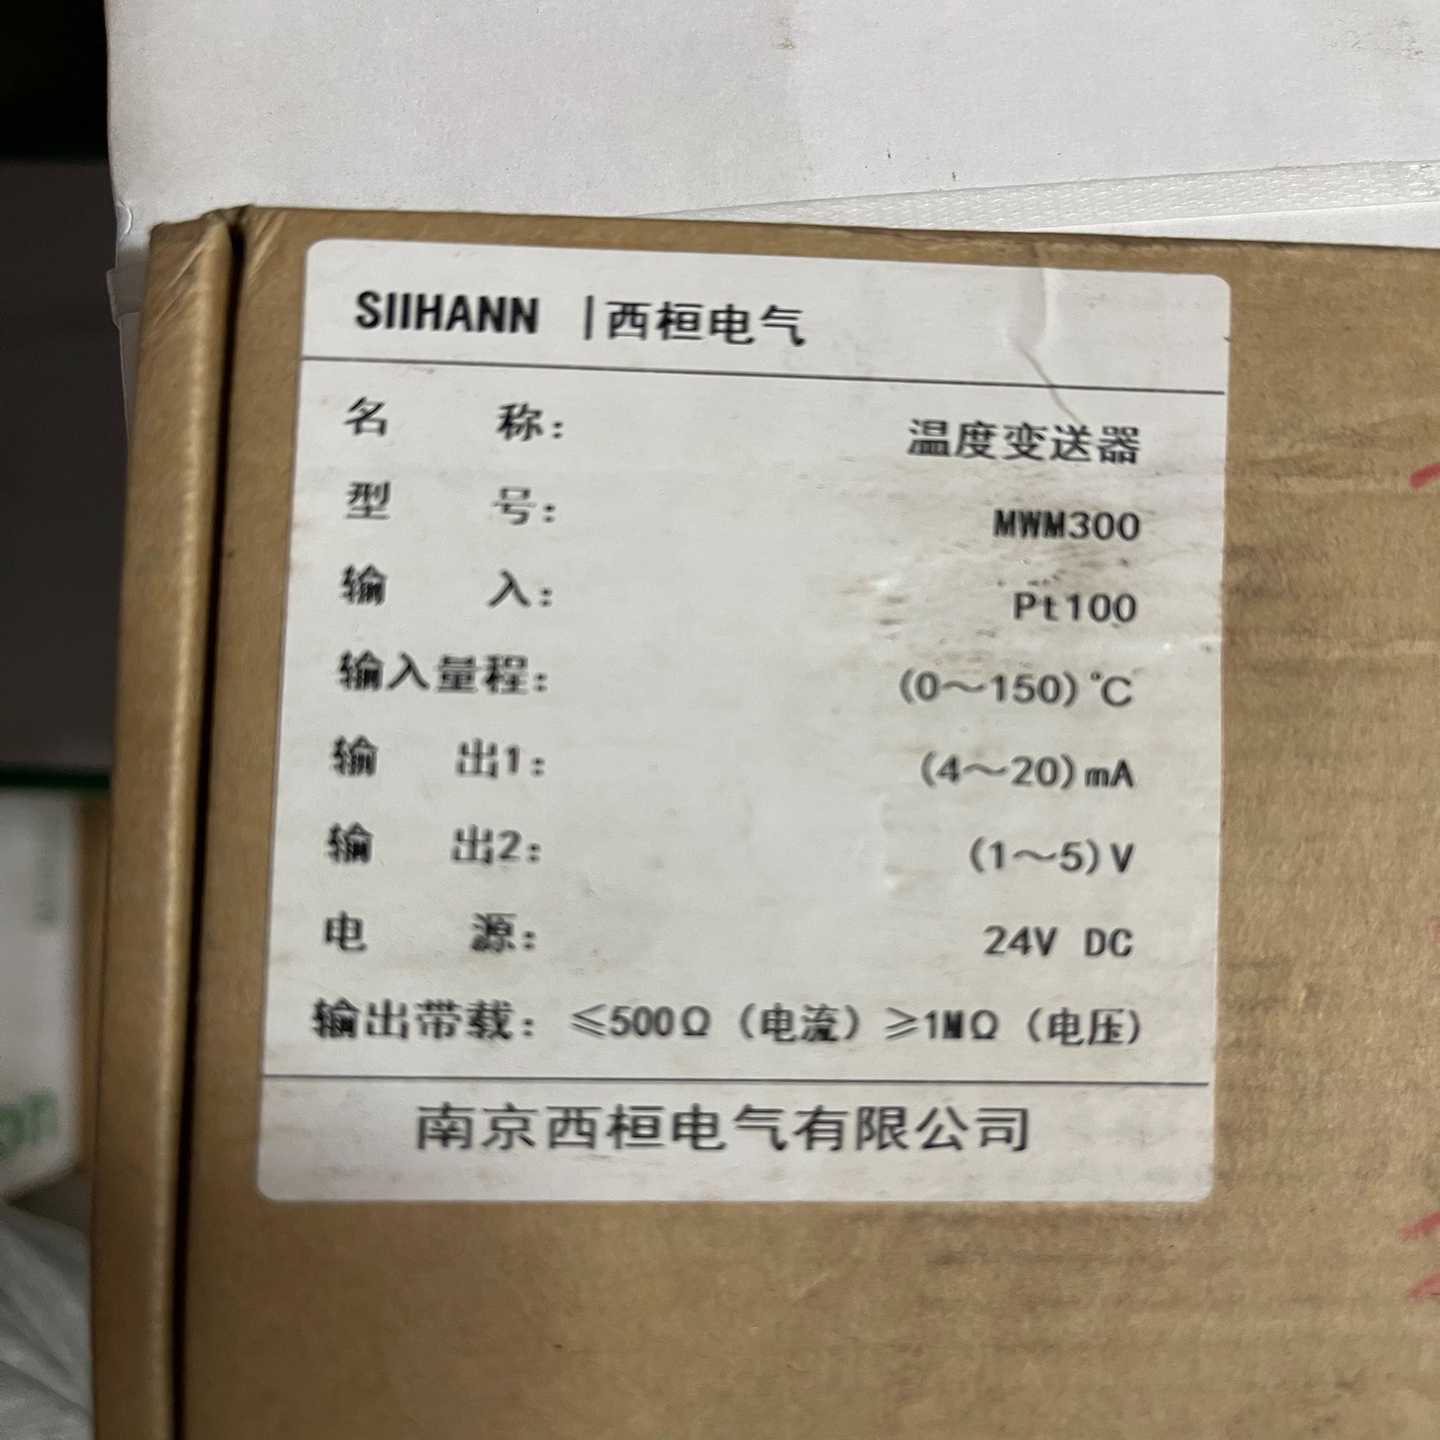 SIIHANN | 西桓电气
名 称: 温度变送器
型 号: MWM300
输 入: Pt100
输入量程: (0～150)℃
输 出1: (4～20)mA
输 出2: (1～5)V
电 源: 24V DC
输出带载: ≤500Ω (电流) ≥1MΩ (电压)
南京西桓电气有限公司